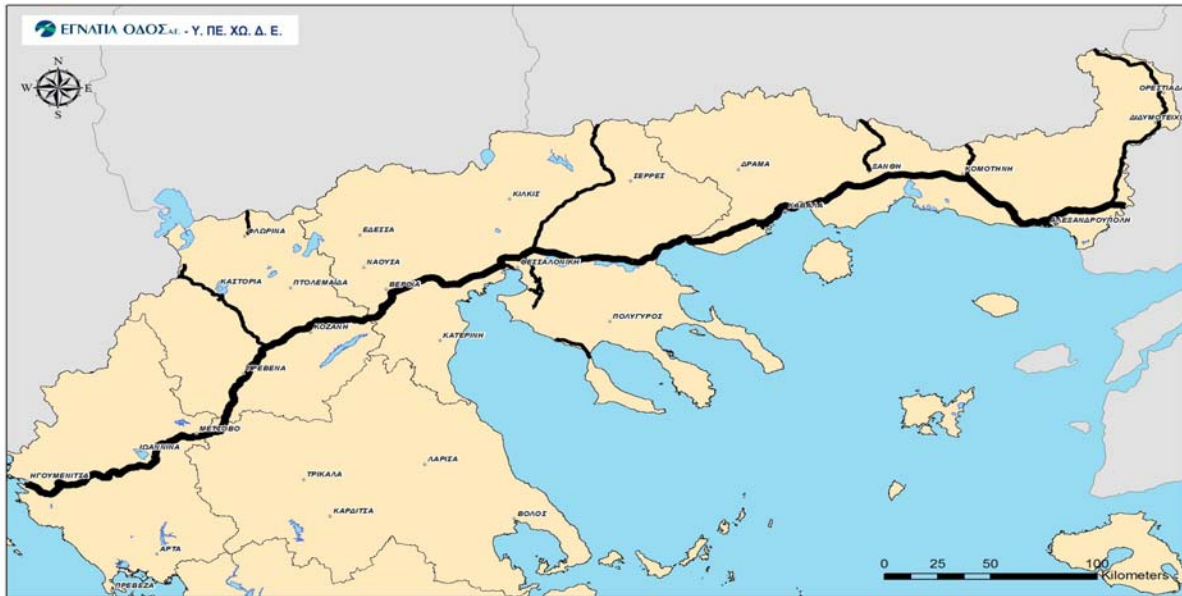 ΕΓΝΑΤΙΑ ΟΔΟΣ Α.Ε. - Υ. ΠΕ. ΧΩ. Δ. Ε.
N
W E
S
ΟΡΕΣΤΙΑΔΑ
ΔΙΔΥΜΟΤΕΙΧΟ
ΞΑΝΘΗ
ΚΟΜΟΤΗΝΗ
ΔΡΑΜΑ
ΣΕΡΡΕΣ
ΚΙΛΚΙΣ
ΚΑΒΑΛΑ
ΑΛΕΞΑΝΔΡΟΥΠΟΛΗ
ΦΛΩΡΙΝΑ
ΕΔΕΣΣΑ
ΘΕΣΣΑΛΟΝΙΚΗ
ΝΑΟΥΣΑ
ΚΑΣΤΟΡΙΑ
ΠΤΟΛΕΜΑΪΔΑ
ΒΕΡΟΙΑ
ΠΟΛΥΓΥΡΟΣ
ΚΟΖΑΝΗ
ΚΑΤΕΡΙΝΗ
ΓΡΕΒΕΝΑ
ΜΕΤΣΟΒΟ
ΙΩΑΝΝΙΝΑ
ΛΑΡΙΣΑ
ΗΓΟΥΜΕΝΙΤΣΑ
ΤΡΙΚΑΛΑ
ΚΑΡΔΙΤΣΑ
ΒΟΛΟΣ
ΑΡΤΑ
ΠΡΕΒΕΖΑ
0 25 50 100
Kilometers